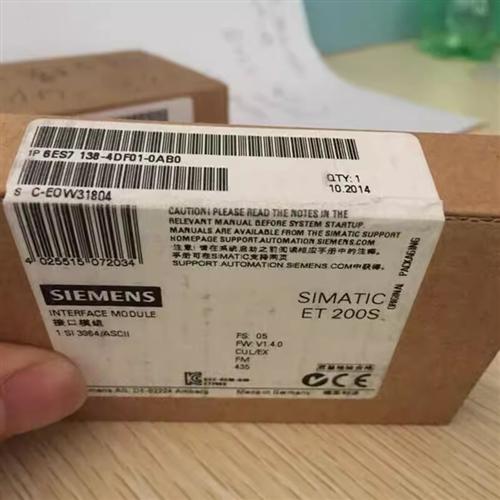 1P 6ES7 138-4DF01-0AB0
QTY: 1
10.2014
S C-E0VV31804
4 025515 072034
CAUTION! PLEASE READ THE NOTES IN THE
RELEVANT MANUAL BEFORE SYSTEM STARTUP.
MANUALS ARE AVAILABLE FROM THE SIMATIC SUPPORT
HOMEPAGE SUPPORT.AUTOMATION.SIEMENS.COM
注意: 请在系统启动之前阅读相应手册中的注释。
手册可在SIMATIC支持网页
SUPPORT.AUTOMATION.SIEMENS.COM中获得。
ORIGINAL PACKAGING
SIEMENS
SIMATIC
ET 200S
INTERFACE MODULE
接口模组
1 SI 3964/ASCII
FS: 05
FW: V1.4.0
CUL/EX
FM
435
CE
Siemens AG, Amberg
Made in Germany